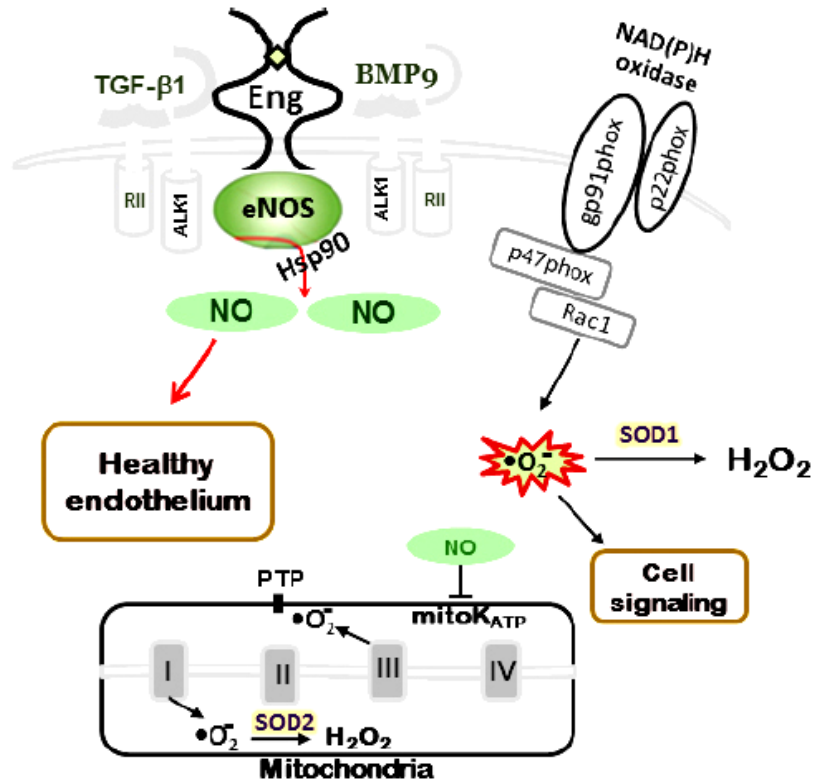 NAD(P)H
oxidase
TGF-β1
Eng
BMP9
gp91phox
p22phox
RII
ALK1
eNOS
ALK1
RII
Hsp90
p47phox
Rac1
NO
NO
SOD1
•O₂⁻
H₂O₂
Healthy
endothelium
NO
Cell
signaling
PTP
•O₂⁻
mitoK_ATP
I
II
III
IV
•O₂⁻
SOD2
H₂O₂
Mitochondria